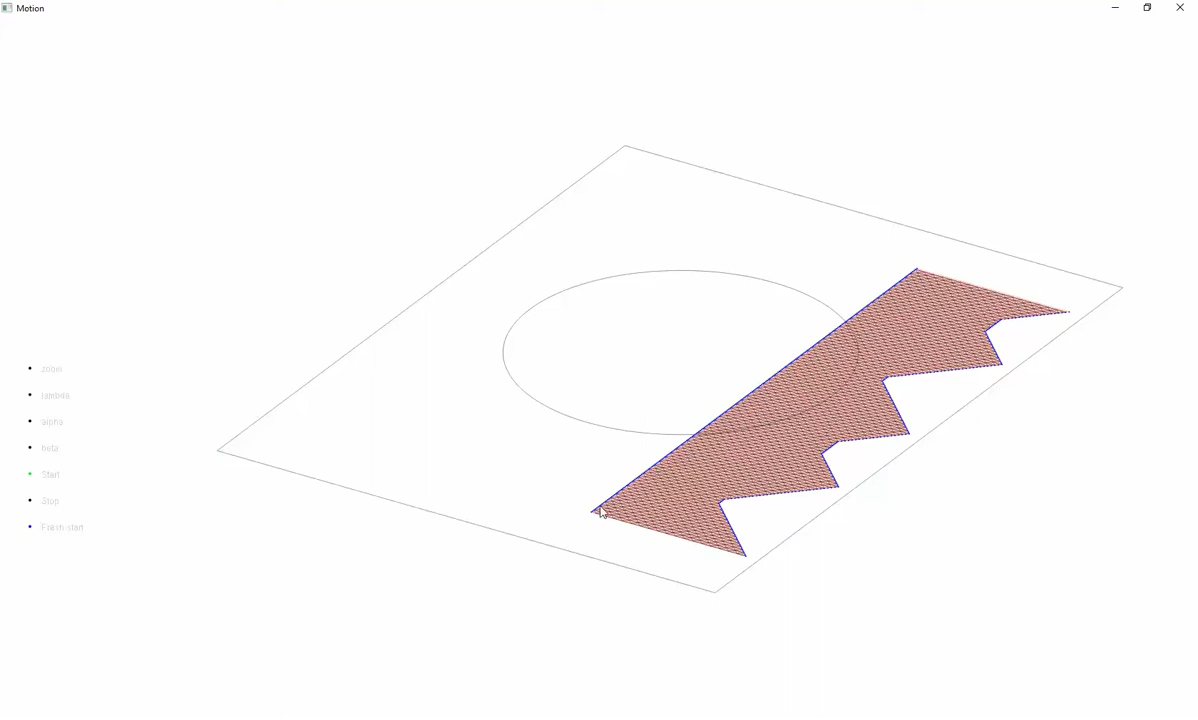 Motion
zoom
lambda
alpha
beta
Start
Stop
Fresh start